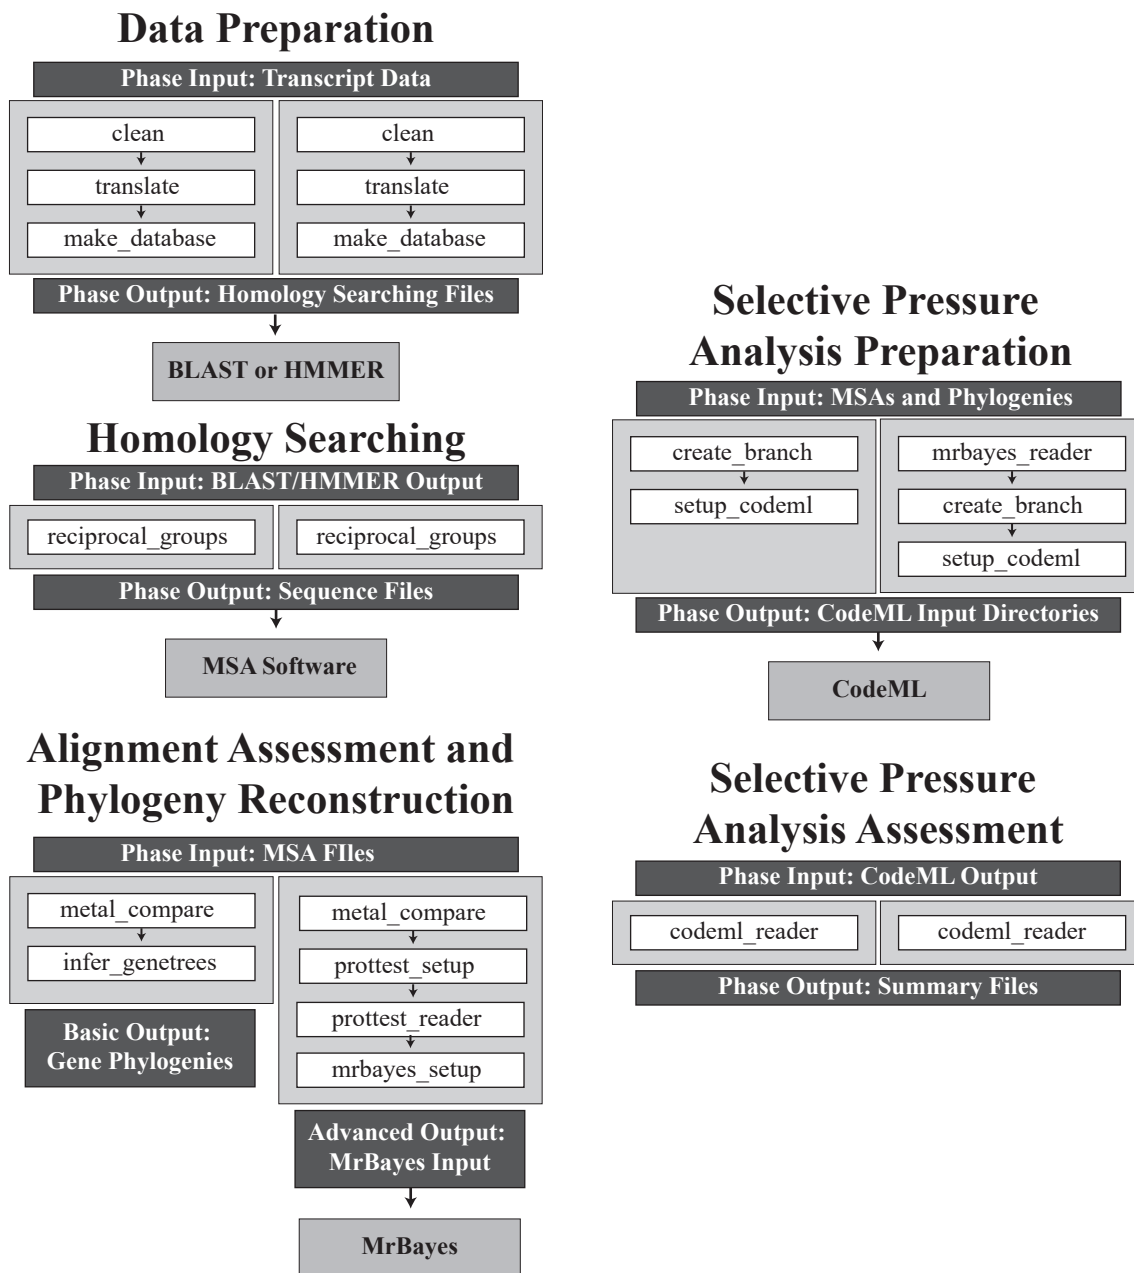 Data Preparation
Phase Input: Transcript Data
clean
translate
make_database
clean
translate
make_database
Phase Output: Homology Searching Files
BLAST or HMMER
Homology Searching
Phase Input: BLAST/HMMER Output
reciprocal_groups
reciprocal_groups
Phase Output: Sequence Files
MSA Software
Alignment Assessment and
Phylogeny Reconstruction
Phase Input: MSA FIles
metal_compare
infer_genetrees
Basic Output:
Gene Phylogenies
metal_compare
prottest_setup
prottest_reader
mrbayes_setup
Advanced Output:
MrBayes Input
MrBayes
Selective Pressure
Analysis Preparation
Phase Input: MSAs and Phylogenies
create_branch
setup_codeml
mrbayes_reader
create_branch
setup_codeml
Phase Output: CodeML Input Directories
CodeML
Selective Pressure
Analysis Assessment
Phase Input: CodeML Output
codeml_reader
codeml_reader
Phase Output: Summary Files